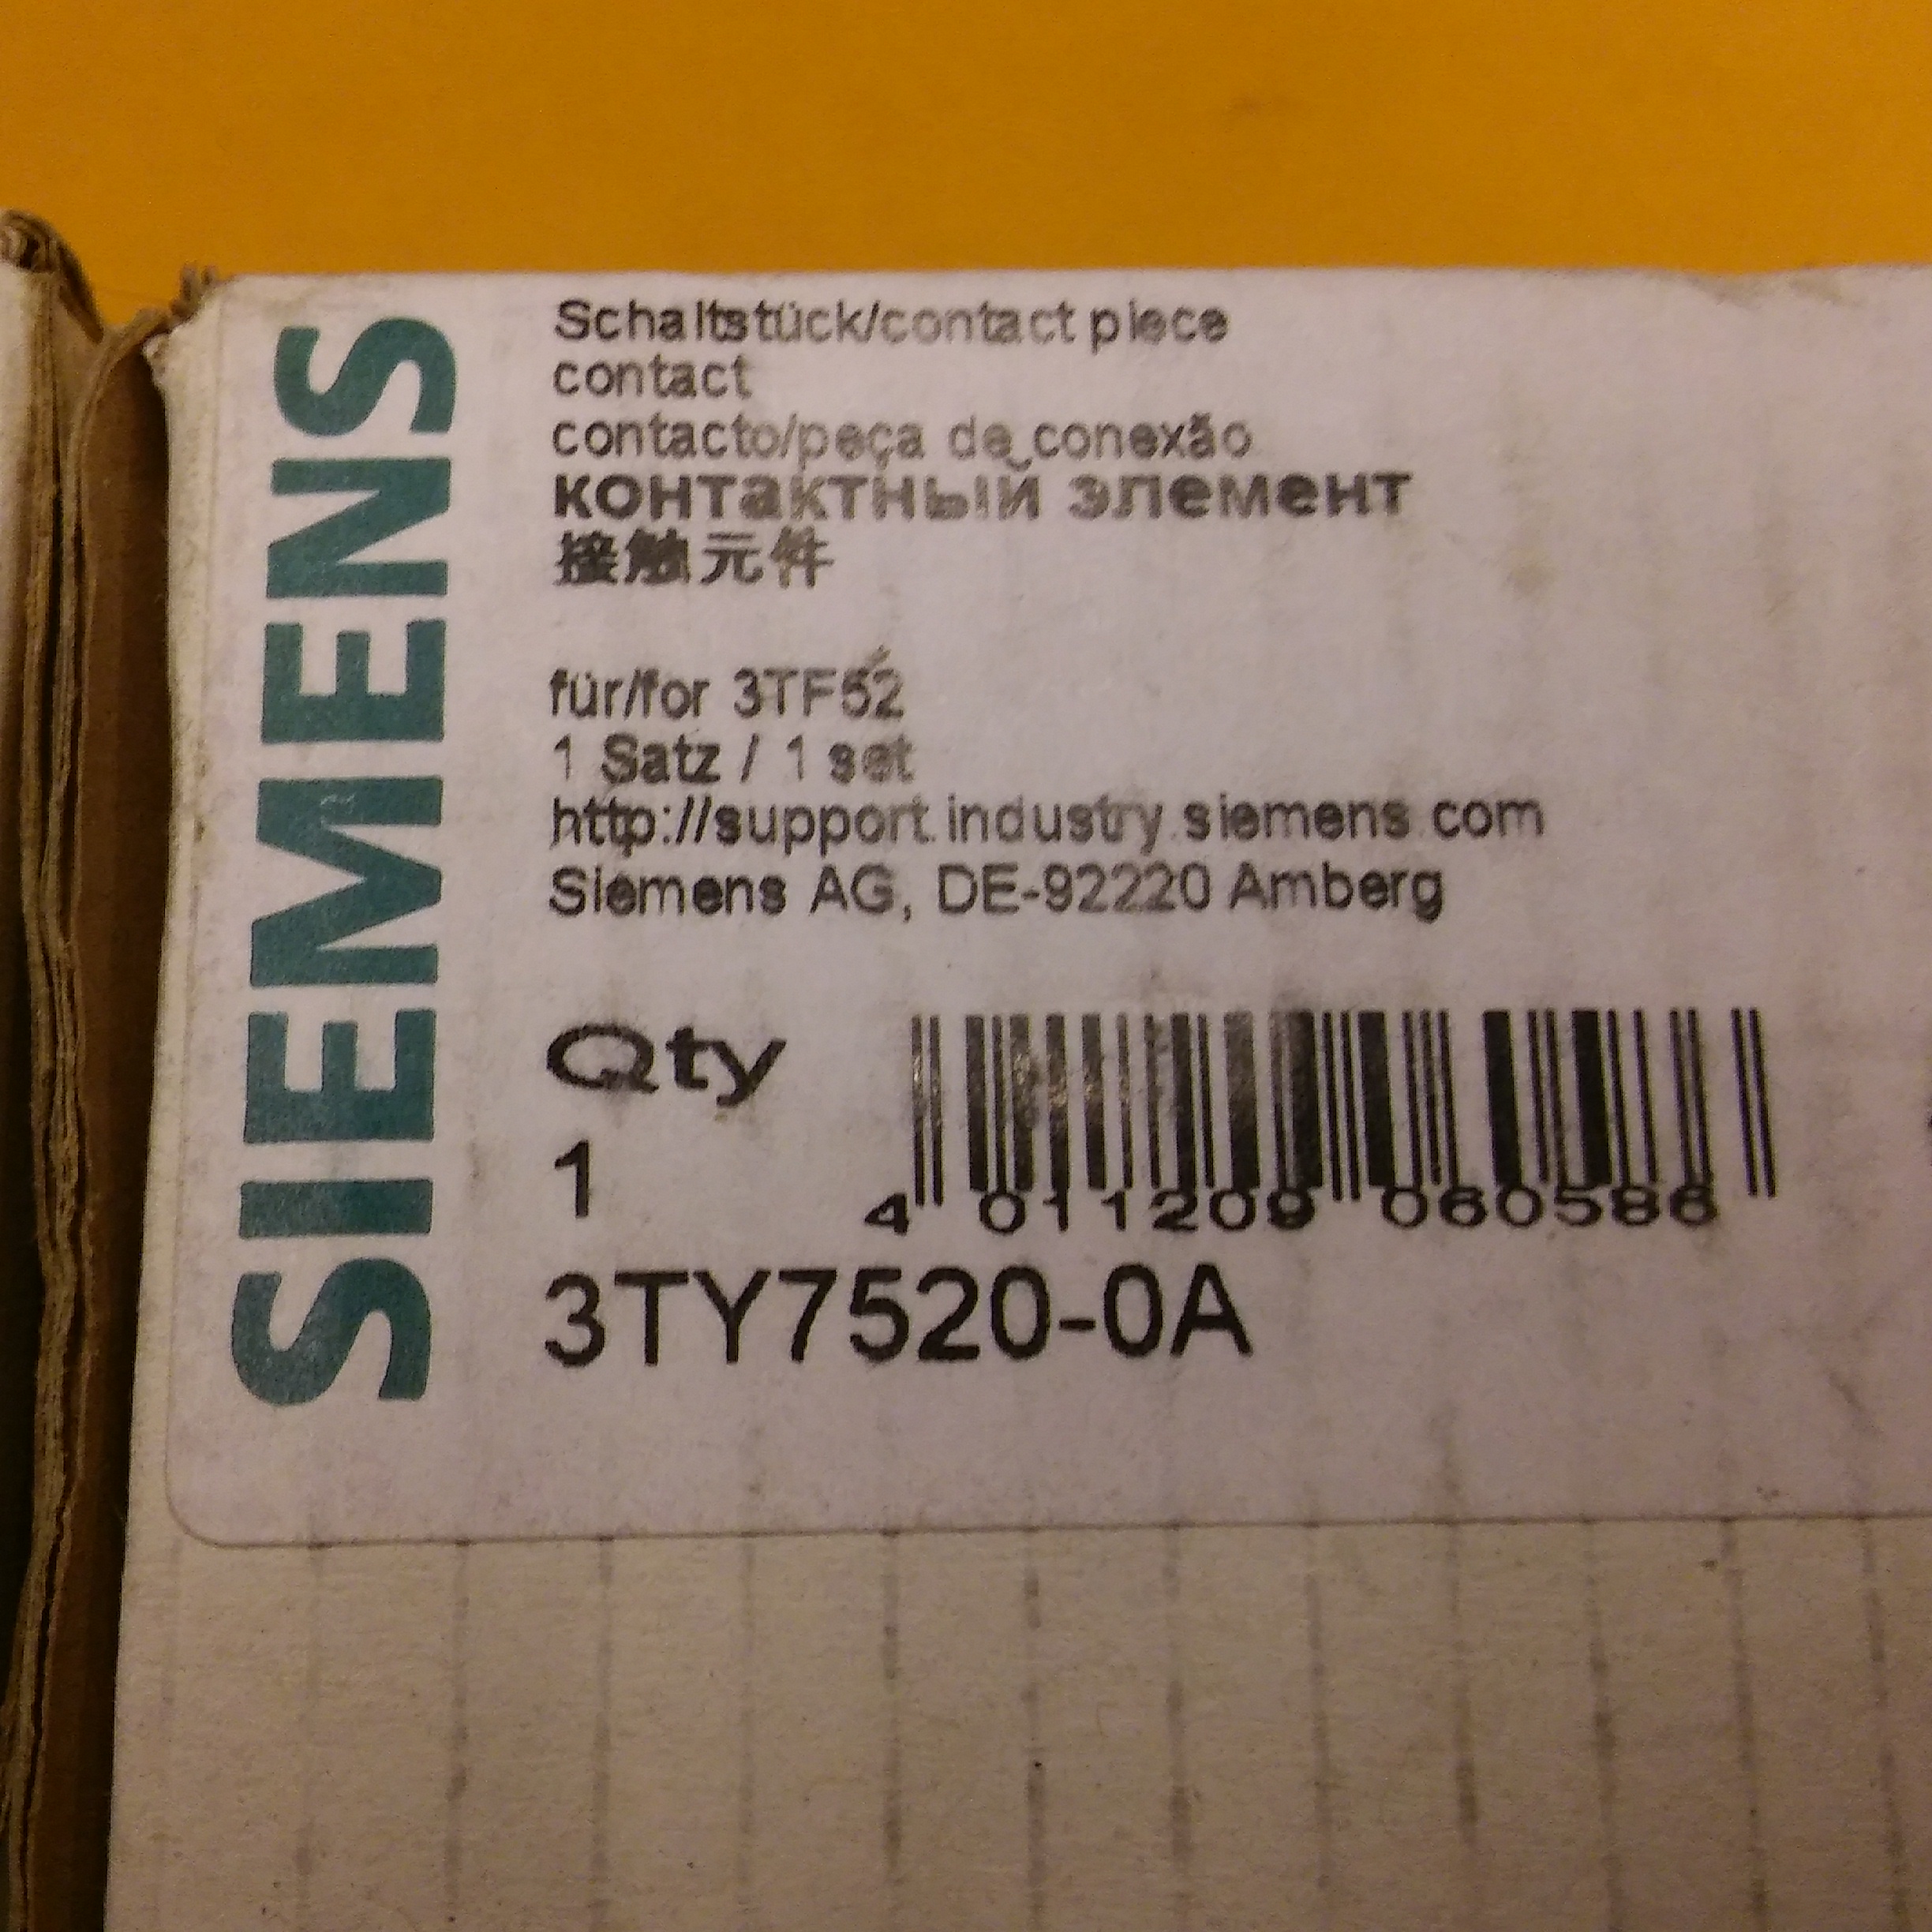 SIEMENS
Schaltstück/contact piece
contact
contacto/peça de conexão
контактный элемент
接触元件
für/for 3TF52
1 Satz / 1 set
http://support.industry.siemens.com
Siemens AG, DE-92220 Amberg
Qty
1
4 011209 060586
3TY7520-0A